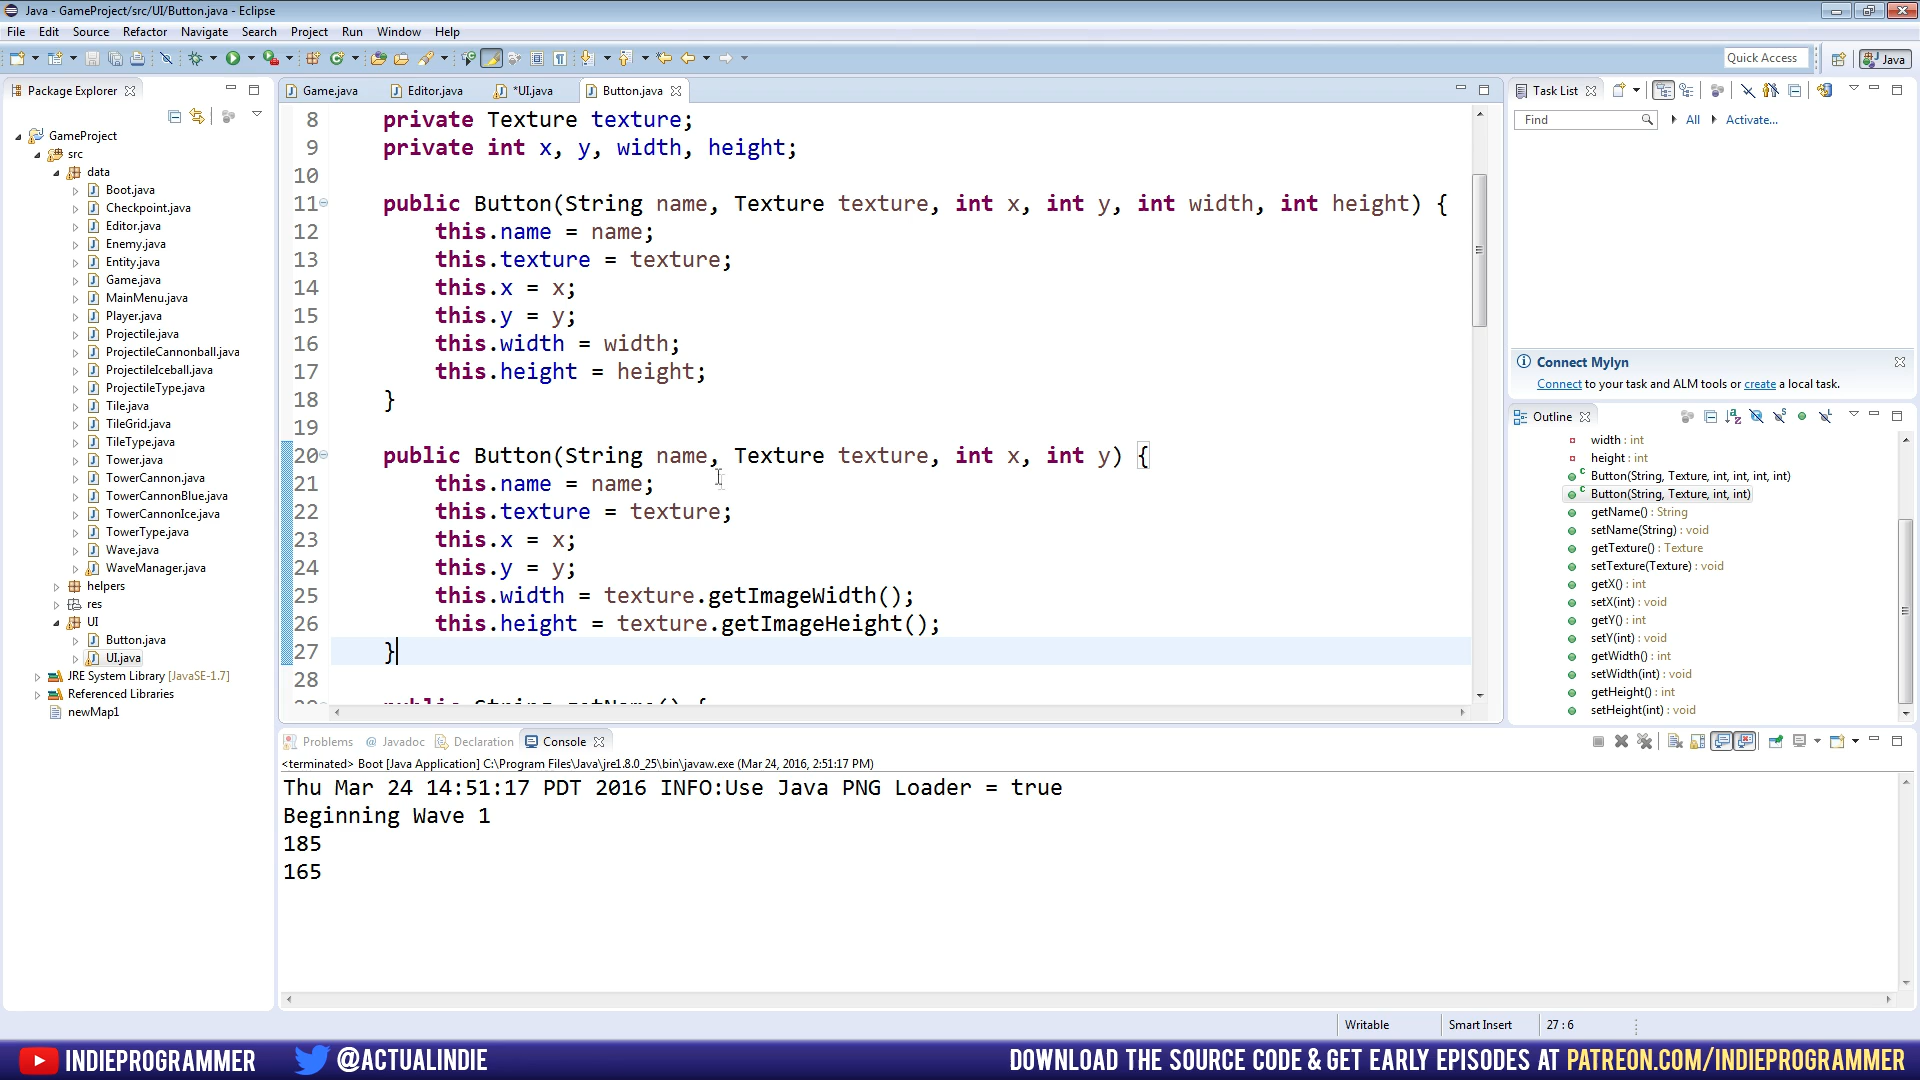 Java - GameProject/src/UI/Button.java - Eclipse
File Edit Source Refactor Navigate Search Project Run Window Help
Quick Access
Java
Package Explorer
GameProject
src
data
Boot.java
Checkpoint.java
Editor.java
Enemy.java
Entity.java
Game.java
MainMenu.java
Player.java
Projectile.java
ProjectileCannonball.java
ProjectileIceball.java
ProjectileType.java
Tile.java
TileGrid.java
TileType.java
Tower.java
TowerCannon.java
TowerCannonBlue.java
TowerCannonIce.java
TowerType.java
Wave.java
WaveManager.java
helpers
res
UI
Button.java
UI.java
JRE System Library [JavaSE-1.7]
Referenced Libraries
newMap1
Game.java Editor.java *UI.java Button.java
8 private Texture texture;
9 private int x, y, width, height;
10
11 public Button(String name, Texture texture, int x, int y, int width, int height) {
12 this.name = name;
13 this.texture = texture;
14 this.x = x;
15 this.y = y;
16 this.width = width;
17 this.height = height;
18 }
19
20 public Button(String name, Texture texture, int x, int y) {
21 this.name = name;
22 this.texture = texture;
23 this.x = x;
24 this.y = y;
25 this.width = texture.getImageWidth();
26 this.height = texture.getImageHeight();
27 }
28
public String getName() {
Task List
Find
All
Activate...
Connect Mylyn
Connect to your task and ALM tools or create a local task.
Outline
width : int
height : int
Button(String, Texture, int, int, int, int)
Button(String, Texture, int, int)
getName() : String
setName(String) : void
getTexture() : Texture
setTexture(Texture) : void
getX() : int
setX(int) : void
getY() : int
setY(int) : void
getWidth() : int
setWidth(int) : void
getHeight() : int
setHeight(int) : void
Problems Javadoc Declaration Console
<terminated> Boot [Java Application] C:\Program Files\Java\jre1.8.0_25\bin\javaw.exe (Mar 24, 2016, 2:51:17 PM)
Thu Mar 24 14:51:17 PDT 2016 INFO:Use Java PNG Loader = true
Beginning Wave 1
185
165
Writable Smart Insert 27 : 6
INDIEPROGRAMMER @ACTUALINDIE DOWNLOAD THE SOURCE CODE & GET EARLY EPISODES AT PATREON.COM/INDIEPROGRAMMER